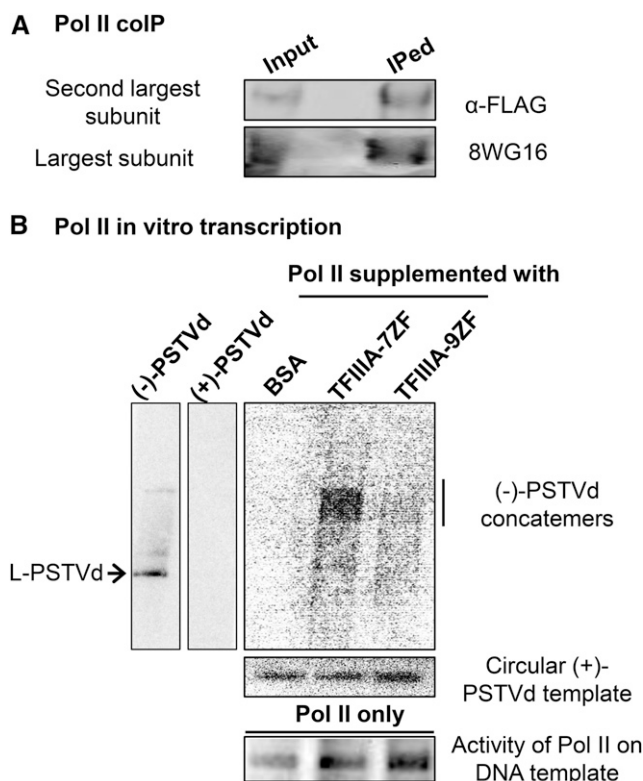 A Pol II coIP
Input IPed
Second largest
subunit
α-FLAG
Largest subunit
8WG16
B Pol II in vitro transcription
Pol II supplemented with
(-)-PSTVd (+)-PSTVd BSA TFIIIA-7ZF TFIIIA-9ZF
(-)-PSTVd
concatemers
L-PSTVd
Circular (+)-
PSTVd template
Pol II only
Activity of Pol II on
DNA template